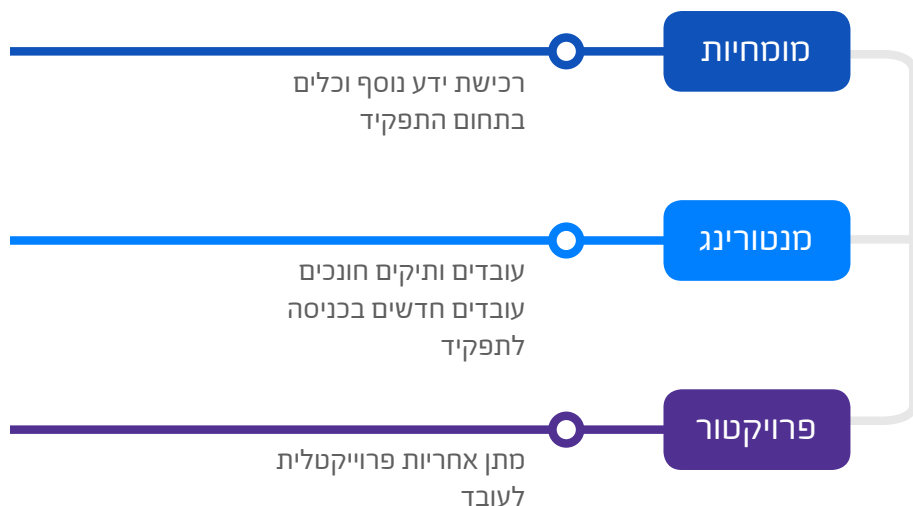 מומחיות
רכישת ידע נוסף וכלים
בתחום התפקיד
מנטורינג
עובדים ותיקים חונכים
עובדים חדשים בכניסה
לתפקיד
פרויקטור
מתן אחריות פרוייקטלית
לעובד